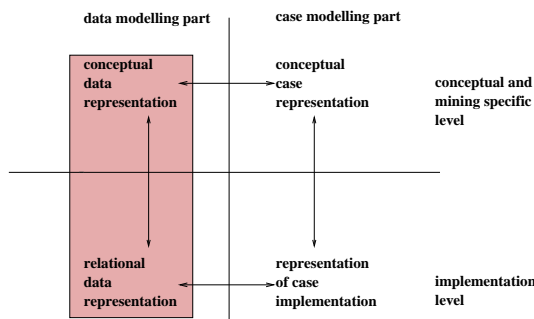 data modelling part
case modelling part
conceptual
data
representation
conceptual
case
representation
conceptual and
mining specific
level
relational
data
representation
representation
of case
implementation
implementation
level